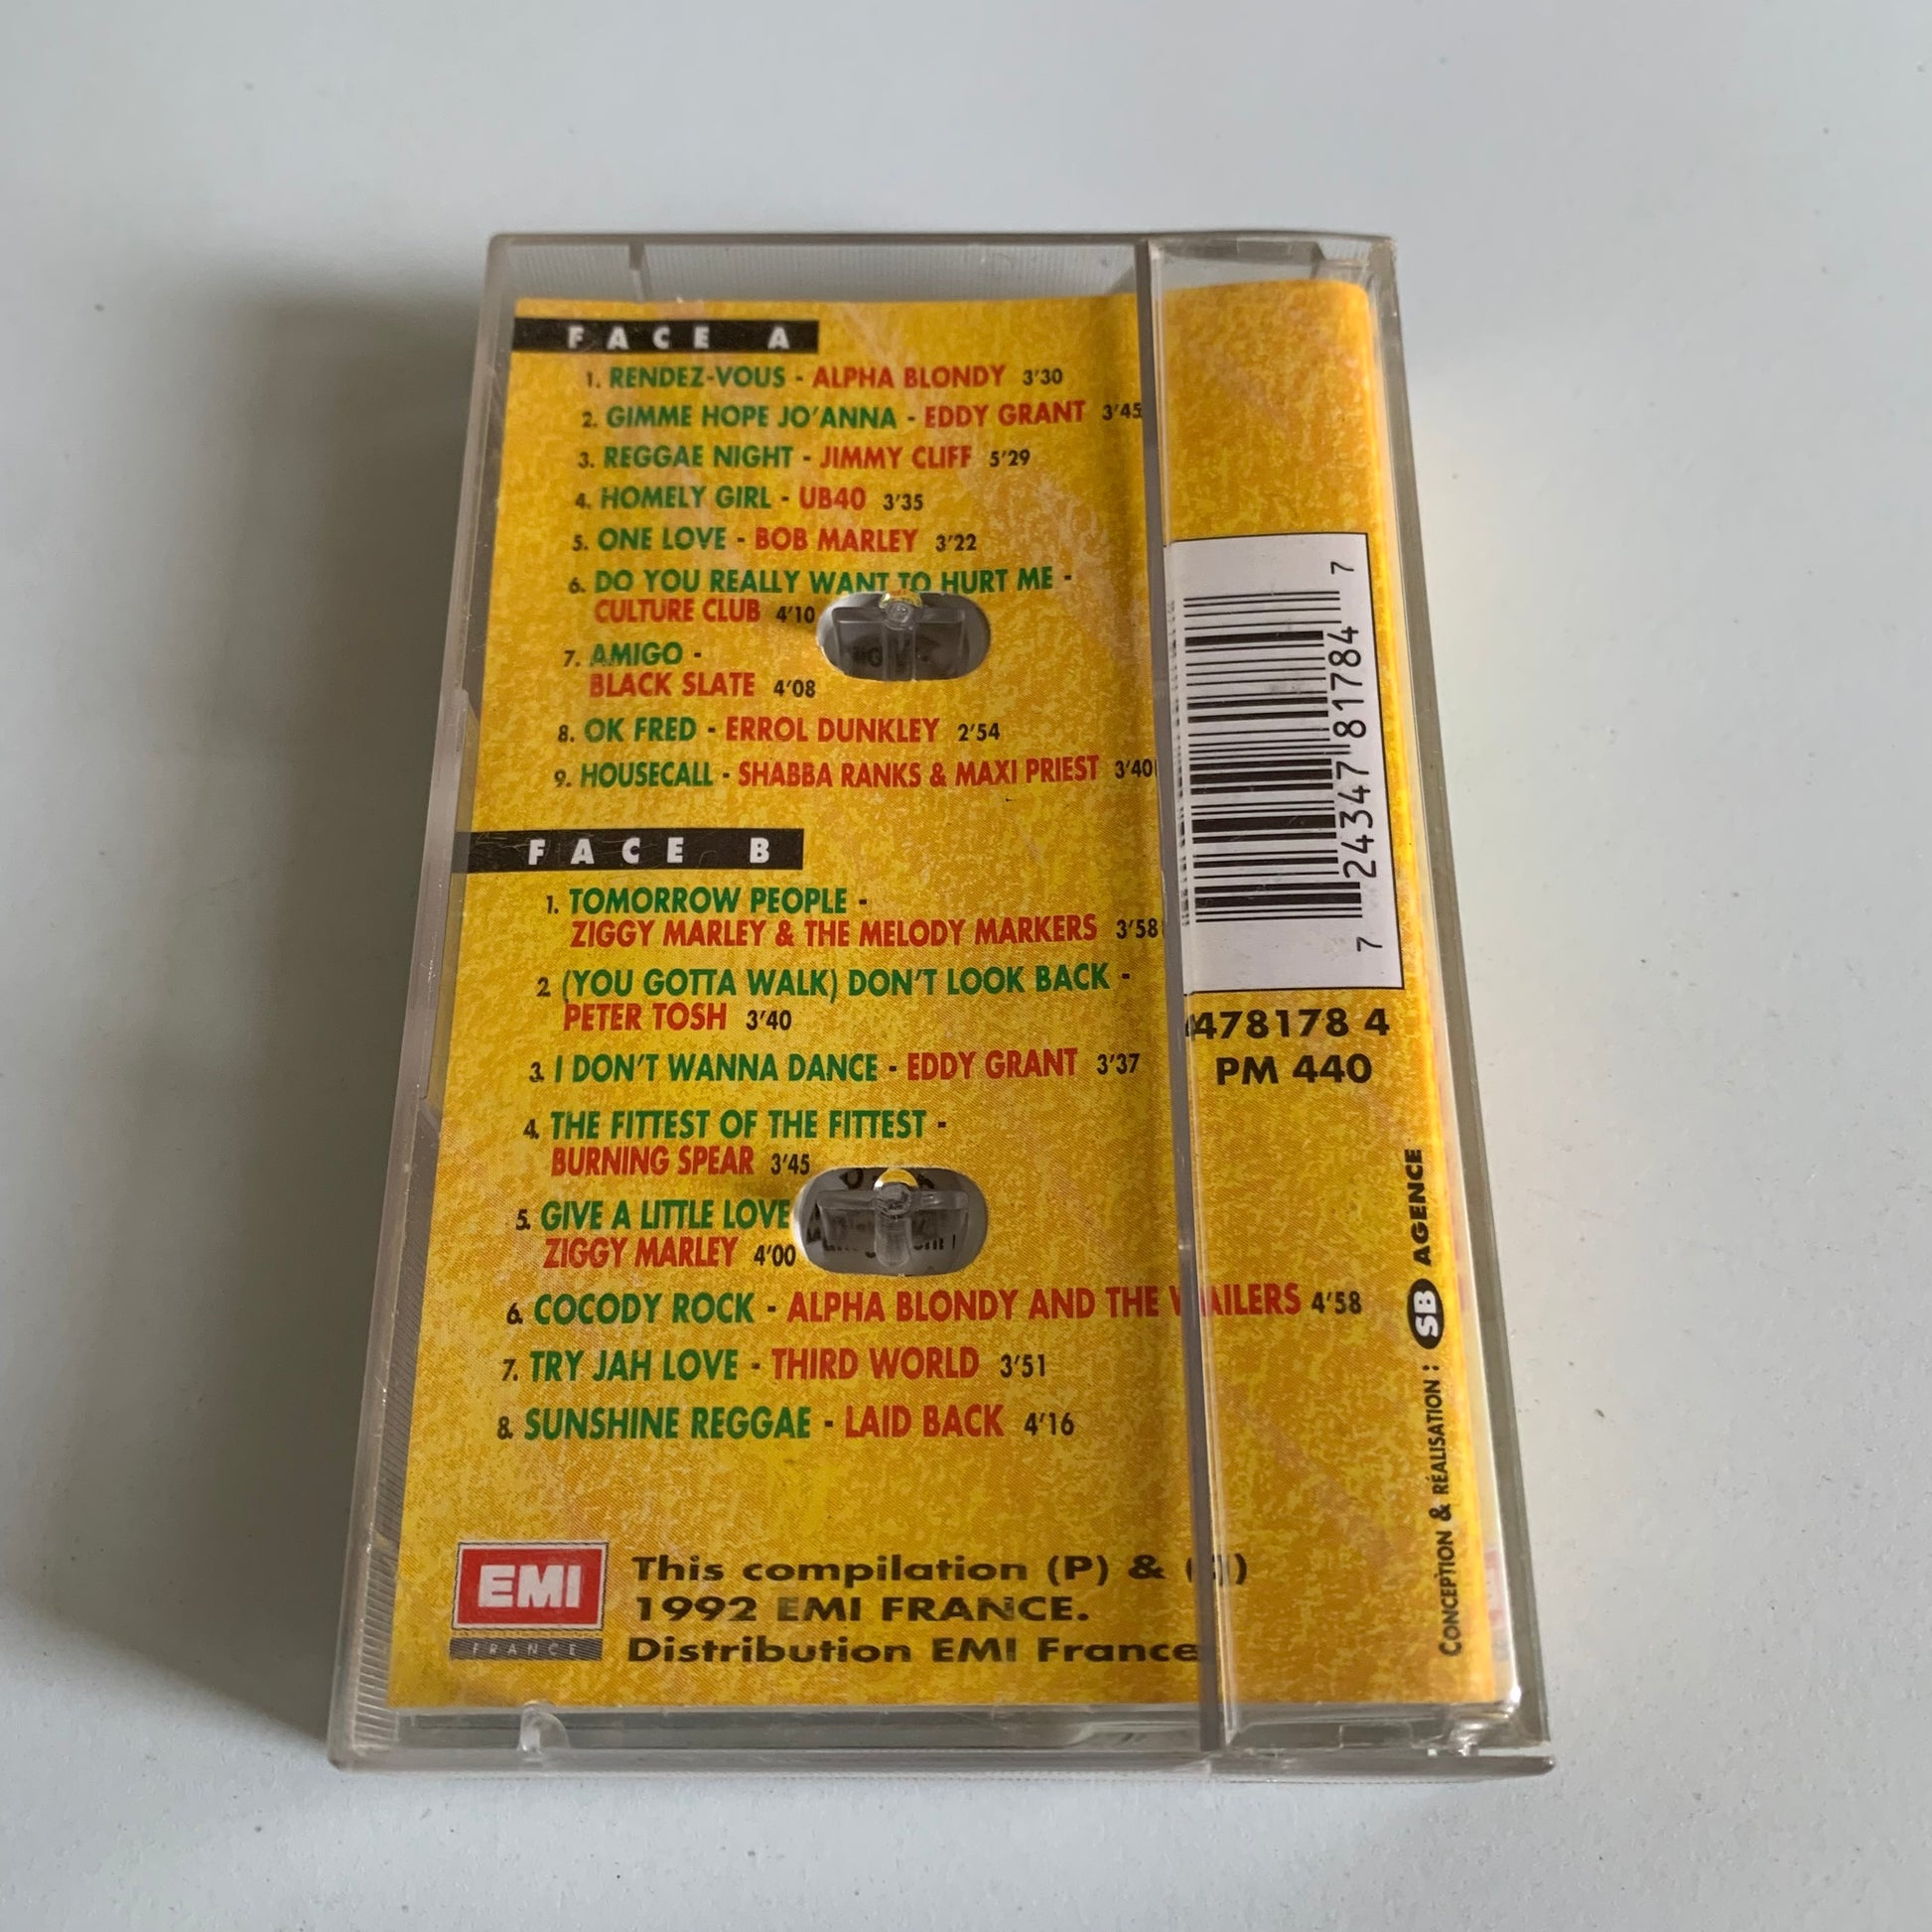 FACE A
1. RENDEZ-VOUS - ALPHA BLONDY 3'30
2. GIMME HOPE JO'ANNA - EDDY GRANT 3'45
3. REGGAE NIGHT - JIMMY CLIFF 5'29
4. HOMELY GIRL - UB40 3'35
5. ONE LOVE - BOB MARLEY 3'22
6. DO YOU REALLY WANT TO HURT ME -
CULTURE CLUB 4'10
7. AMIGO -
BLACK SLATE 4'08
8. OK FRED - ERROL DUNKLEY 2'54
9. HOUSECALL - SHABBA RANKS & MAXI PRIEST 3'40
FACE B
1. TOMORROW PEOPLE -
ZIGGY MARLEY & THE MELODY MARKERS 3'58
2. (YOU GOTTA WALK) DON'T LOOK BACK -
PETER TOSH 3'40
3. I DON'T WANNA DANCE - EDDY GRANT 3'37
4. THE FITTEST OF THE FITTEST -
BURNING SPEAR 3'45
5. GIVE A LITTLE LOVE
ZIGGY MARLEY 4'00
6. COCODY ROCK - ALPHA BLONDY AND THE WAILERS 4'58
7. TRY JAH LOVE - THIRD WORLD 3'51
8. SUNSHINE REGGAE - LAID BACK 4'16
EMI
FRANCE
This compilation (P) &
1992 EMI FRANCE.
Distribution EMI France
7 24347 81784 7
478178 4
PM 440
CONCEPTION & RÉALISATION : SB AGENCE